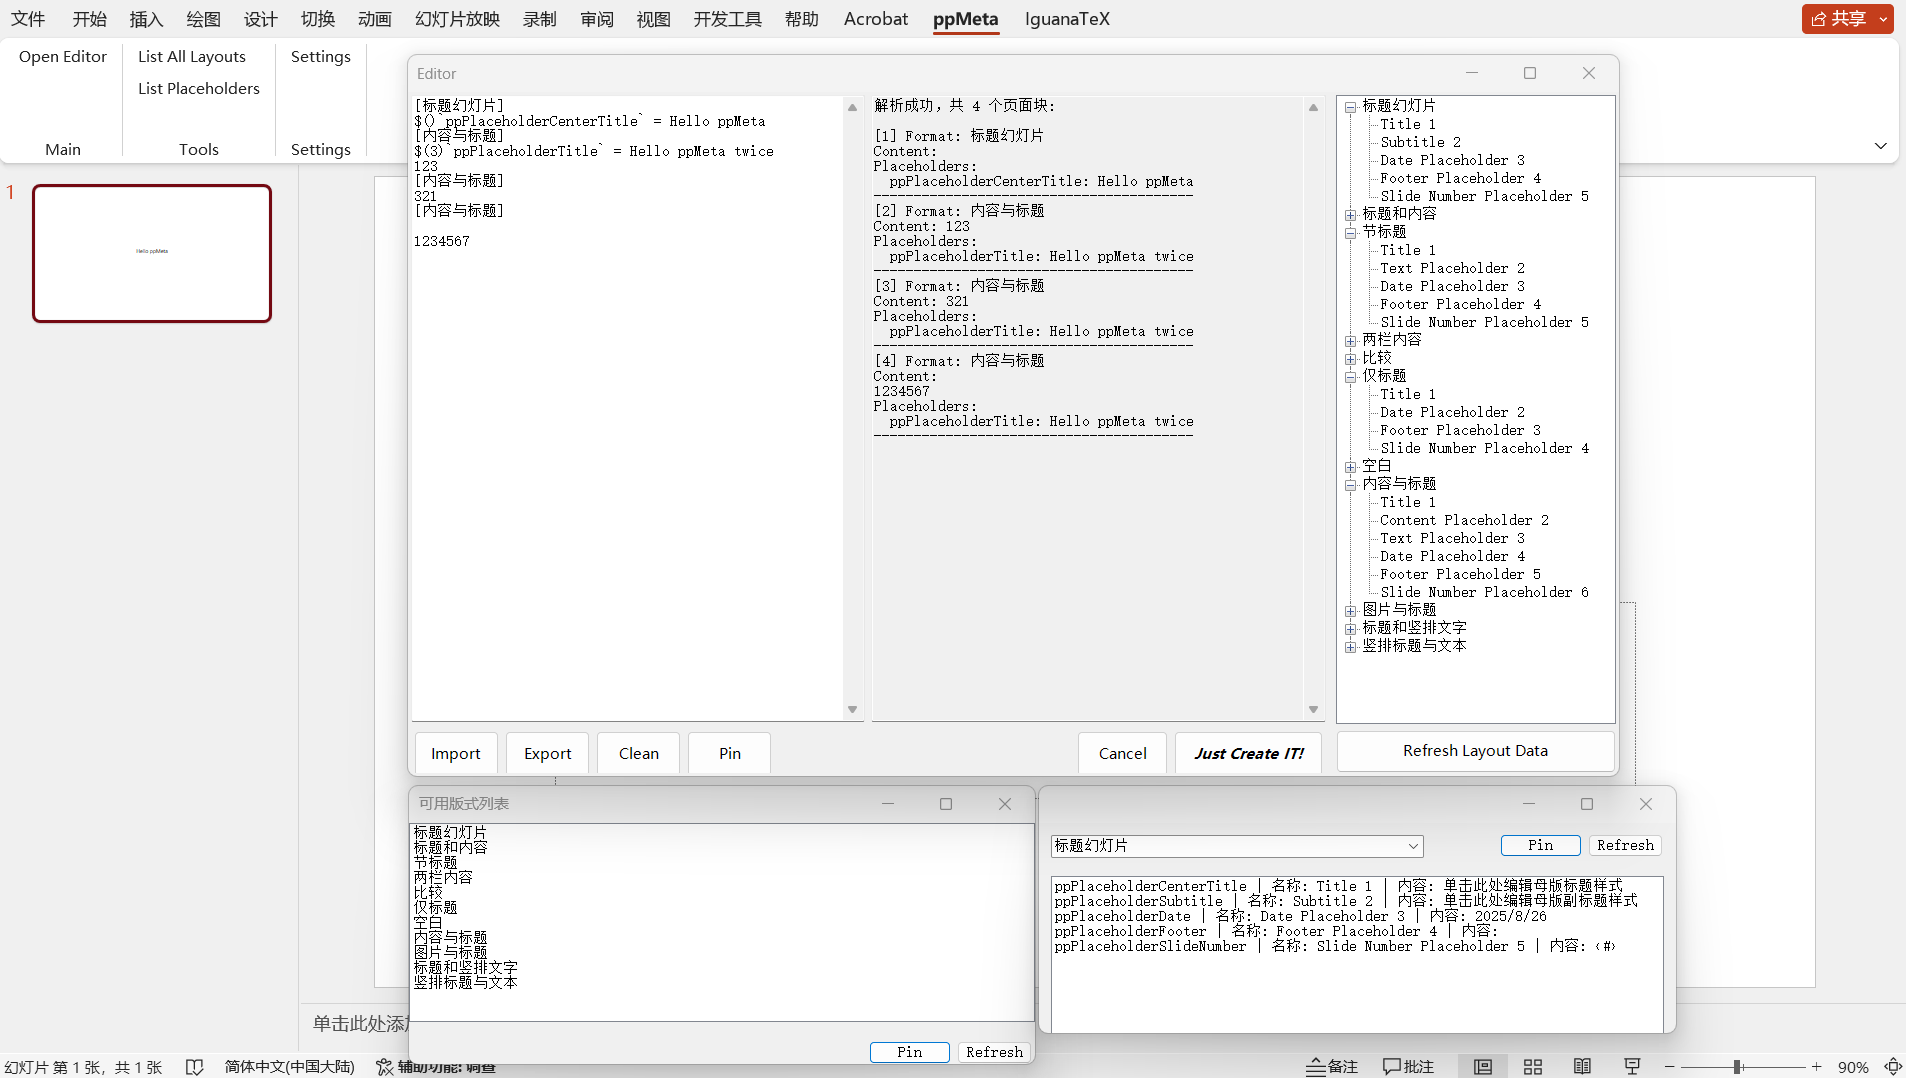 文件 开始 插入 绘图 设计 切换 动画 幻灯片放映 录制 审阅 视图 开发工具 帮助 Acrobat ppMeta IguanaTeX 共享
Open Editor List All Layouts Settings
List Placeholders
Main Tools Settings
1
Hello ppMeta
Editor
[标题幻灯片]
$()`ppPlaceholderCenterTitle` = Hello ppMeta
[内容与标题]
$(3)`ppPlaceholderTitle` = Hello ppMeta twice
123
[内容与标题]
321
[内容与标题]
1234567
解析成功，共 4 个页面块:
[1] Format: 标题幻灯片
Content:
Placeholders:
ppPlaceholderCenterTitle: Hello ppMeta
----------------------------------------
[2] Format: 内容与标题
Content: 123
Placeholders:
ppPlaceholderTitle: Hello ppMeta twice
----------------------------------------
[3] Format: 内容与标题
Content: 321
Placeholders:
ppPlaceholderTitle: Hello ppMeta twice
----------------------------------------
[4] Format: 内容与标题
Content:
1234567
Placeholders:
ppPlaceholderTitle: Hello ppMeta twice
----------------------------------------
标题幻灯片
Title 1
Subtitle 2
Date Placeholder 3
Footer Placeholder 4
Slide Number Placeholder 5
标题和内容
节标题
Title 1
Text Placeholder 2
Date Placeholder 3
Footer Placeholder 4
Slide Number Placeholder 5
两栏内容
比较
仅标题
Title 1
Date Placeholder 2
Footer Placeholder 3
Slide Number Placeholder 4
空白
内容与标题
Title 1
Content Placeholder 2
Text Placeholder 3
Date Placeholder 4
Footer Placeholder 5
Slide Number Placeholder 6
图片与标题
标题和竖排文字
竖排标题与文本
Import Export Clean Pin Cancel Just Create IT! Refresh Layout Data
可用版式列表
标题幻灯片
标题和内容
节标题
两栏内容
比较
仅标题
空白
内容与标题
图片与标题
标题和竖排文字
竖排标题与文本
Pin Refresh
标题幻灯片 Pin Refresh
ppPlaceholderCenterTitle | 名称: Title 1 | 内容: 单击此处编辑母版标题样式
ppPlaceholderSubtitle | 名称: Subtitle 2 | 内容: 单击此处编辑母版副标题样式
ppPlaceholderDate | 名称: Date Placeholder 3 | 内容: 2025/8/26
ppPlaceholderFooter | 名称: Footer Placeholder 4 | 内容:
ppPlaceholderSlideNumber | 名称: Slide Number Placeholder 5 | 内容: ‹#›
单击此处添加
幻灯片 第 1 张，共 1 张 简体中文(中国大陆) 辅助功能: 调查 备注 批注 90%